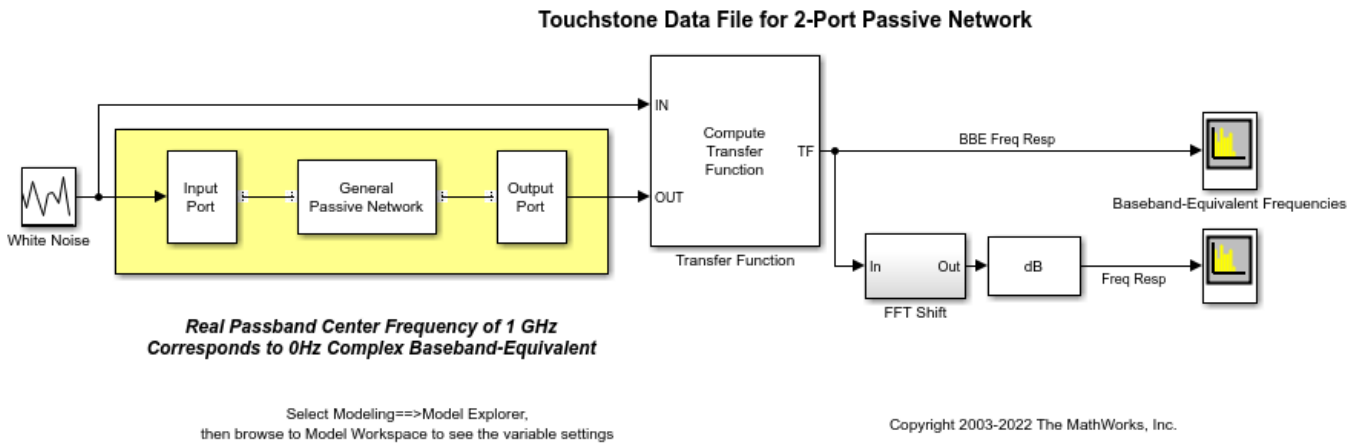 Touchstone Data File for 2-Port Passive Network
IN
Compute
Transfer
Function
TF
BBE Freq Resp
Input
Port
General
Passive Network
Output
Port
OUT
White Noise
Baseband-Equivalent Frequencies
Transfer Function
In
Out
dB
Freq Resp
FFT Shift
Real Passband Center Frequency of 1 GHz
Corresponds to 0Hz Complex Baseband-Equivalent
Select Modeling==>Model Explorer,
then browse to Model Workspace to see the variable settings
Copyright 2003-2022 The MathWorks, Inc.